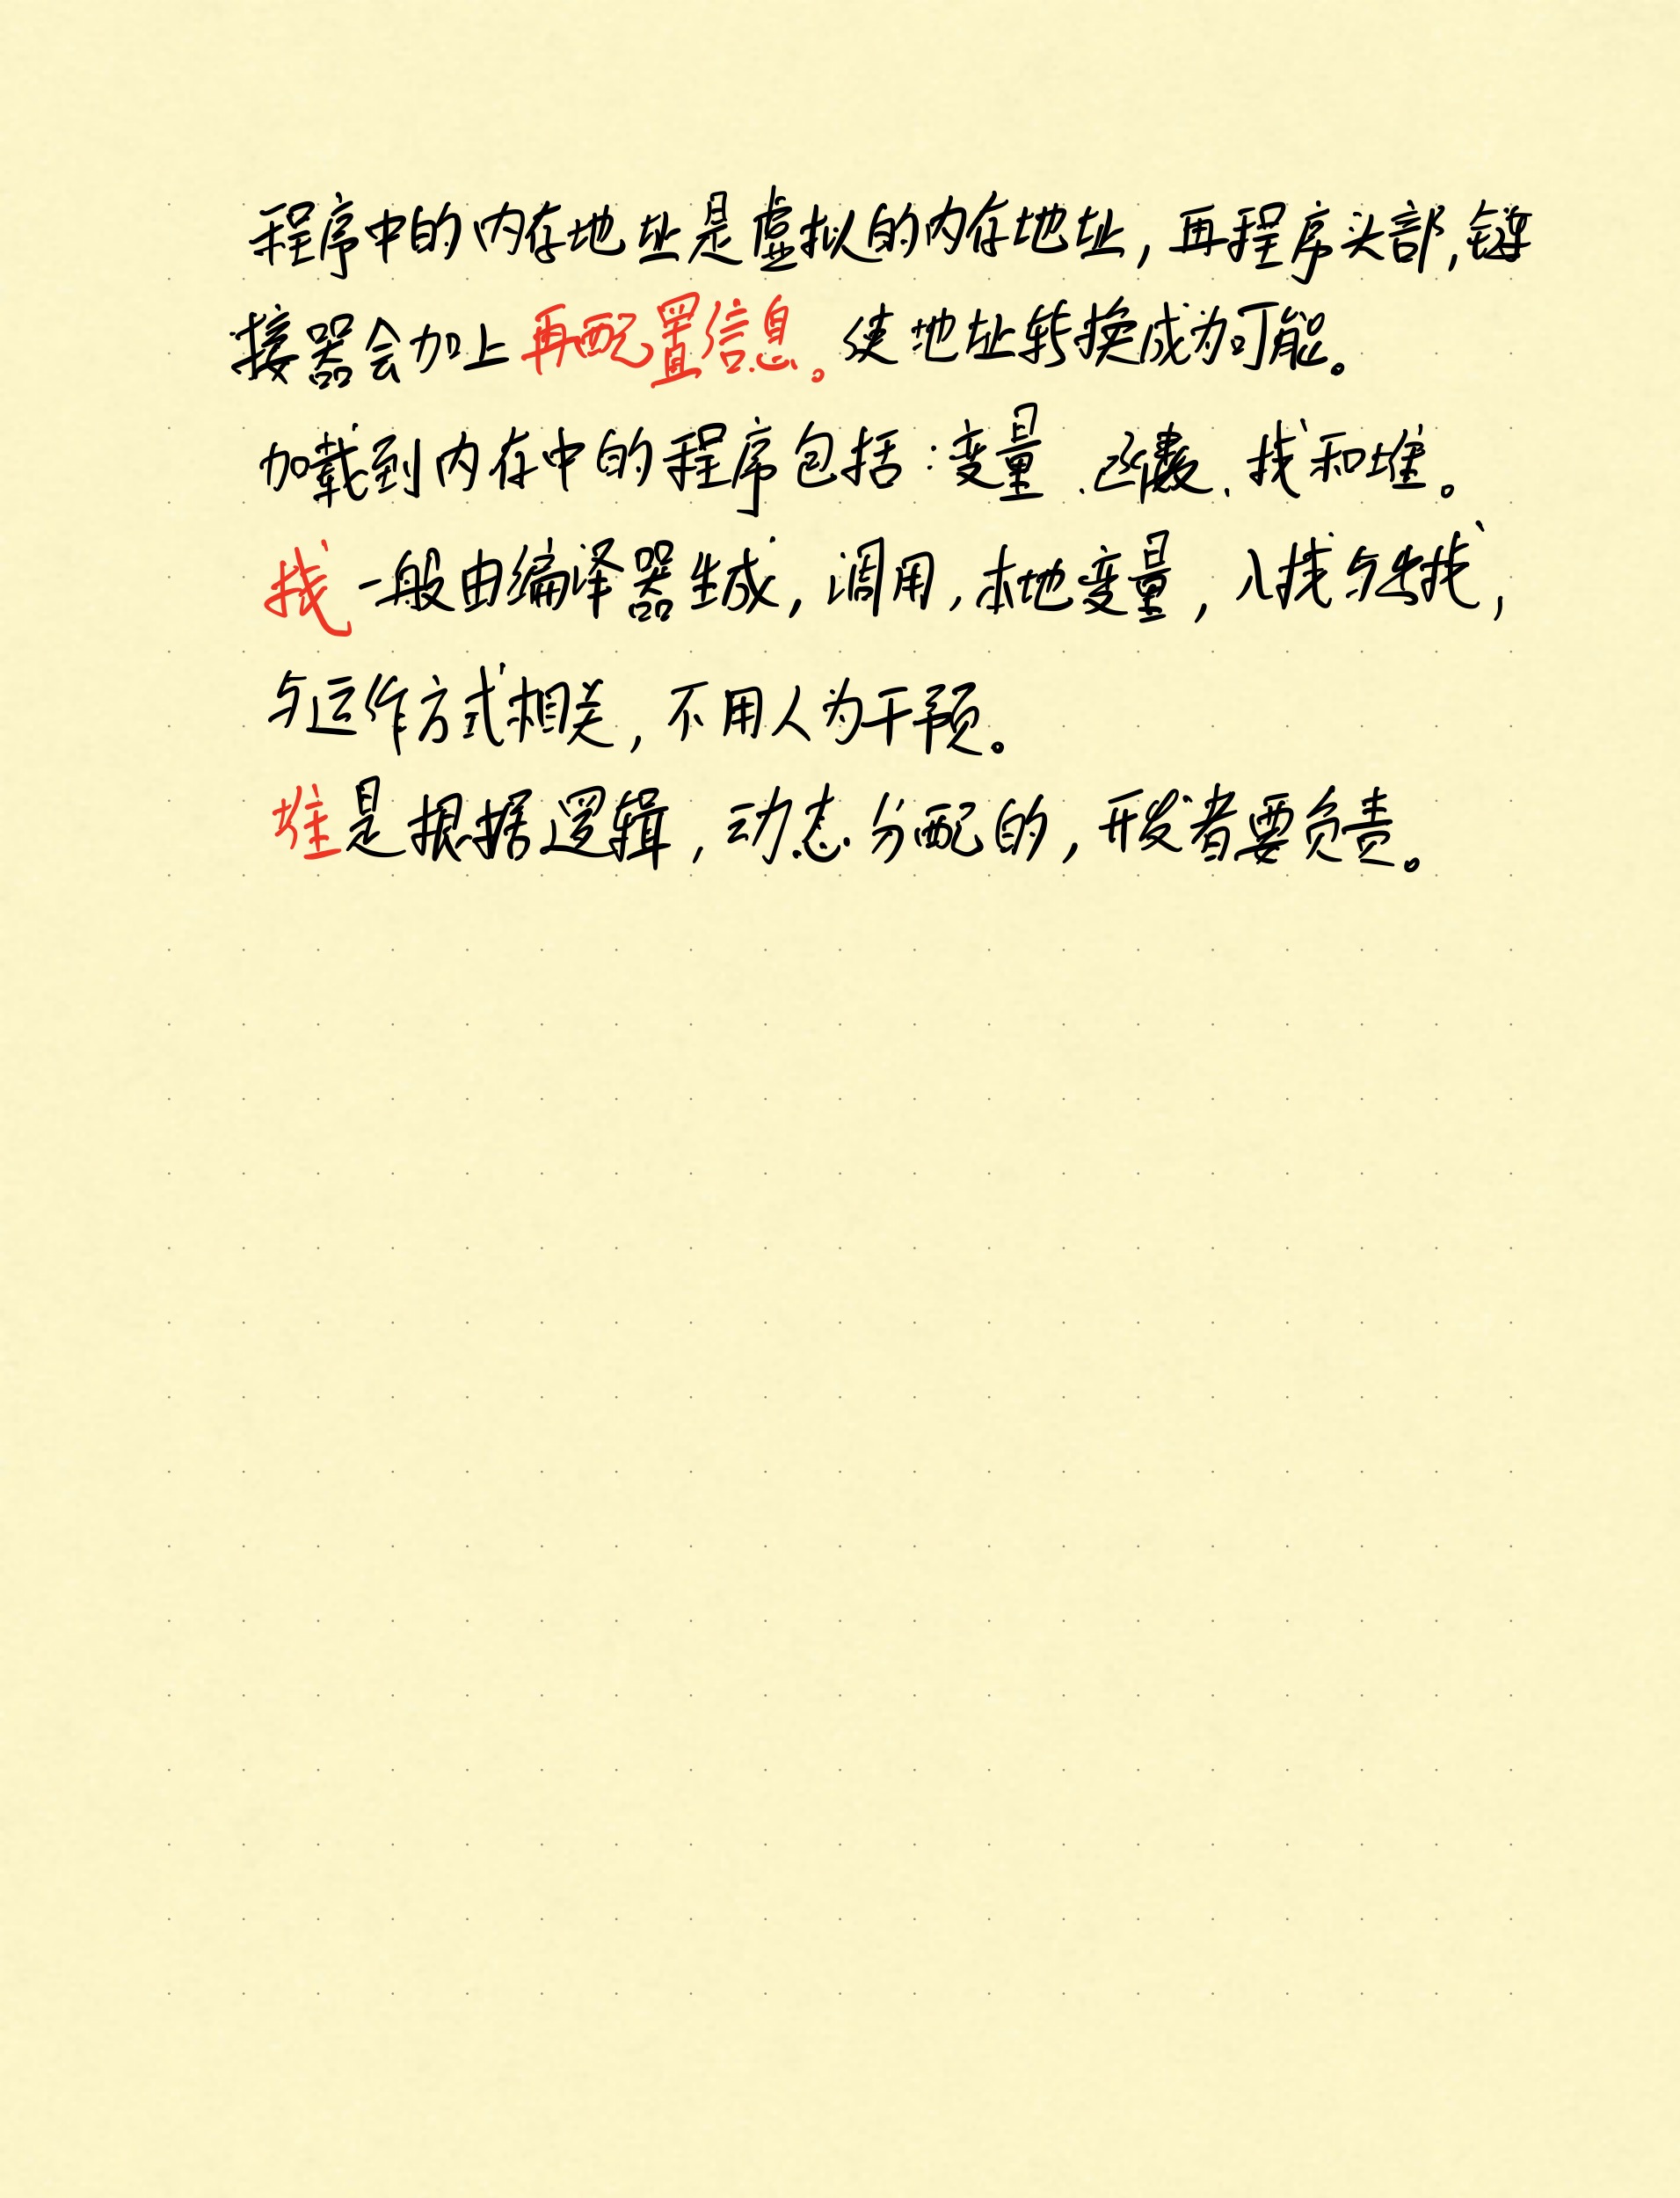 程序中的内存地址是虚拟的内存地址,再程序头部,链
接器会加上再配置信息。使地址转换成为可能。
加载到内存中的程序包括:变量、函数、栈和堆。
栈一般由编译器生成,调用,本地变量,入栈与出栈,
与运作方式相关,不用人为干预。
堆是根据逻辑,动态分配的,开发者要负责。